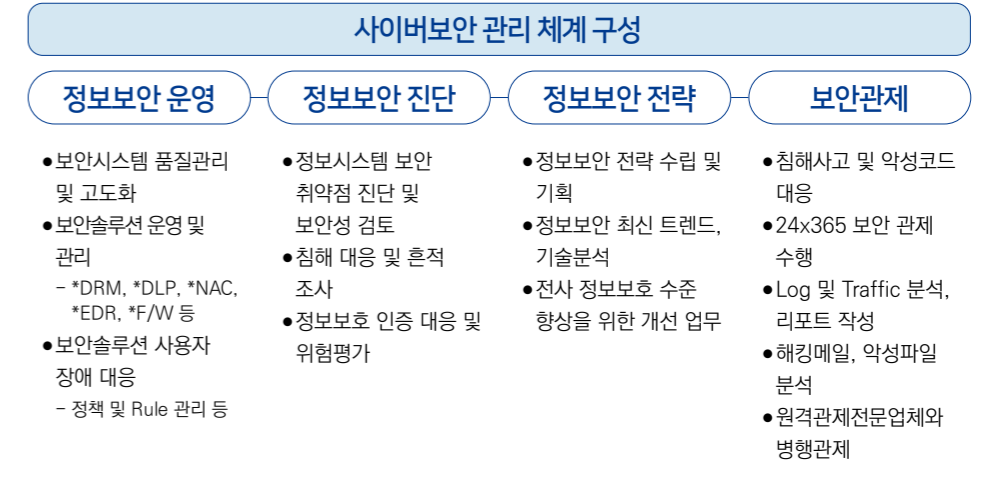 사이버보안 관리 체계 구성
정보보안 운영
●보안시스템 품질관리
및 고도화
●보안솔루션 운영 및
관리
– *DRM, *DLP, *NAC,
*EDR, *F/W 등
●보안솔루션 사용자
장애 대응
– 정책 및 Rule 관리 등
정보보안 진단
●정보시스템 보안
취약점 진단 및
보안성 검토
●침해 대응 및 흔적
조사
●정보보호 인증 대응 및
위험평가
정보보안 전략
●정보보안 전략 수립 및
기획
●정보보안 최신 트렌드,
기술분석
●전사 정보보호 수준
향상을 위한 개선 업무
보안관제
●침해사고 및 악성코드
대응
●24x365 보안 관제
수행
●Log 및 Traffic 분석,
리포트 작성
●해킹메일, 악성파일
분석
●원격관제전문업체와
병행관제